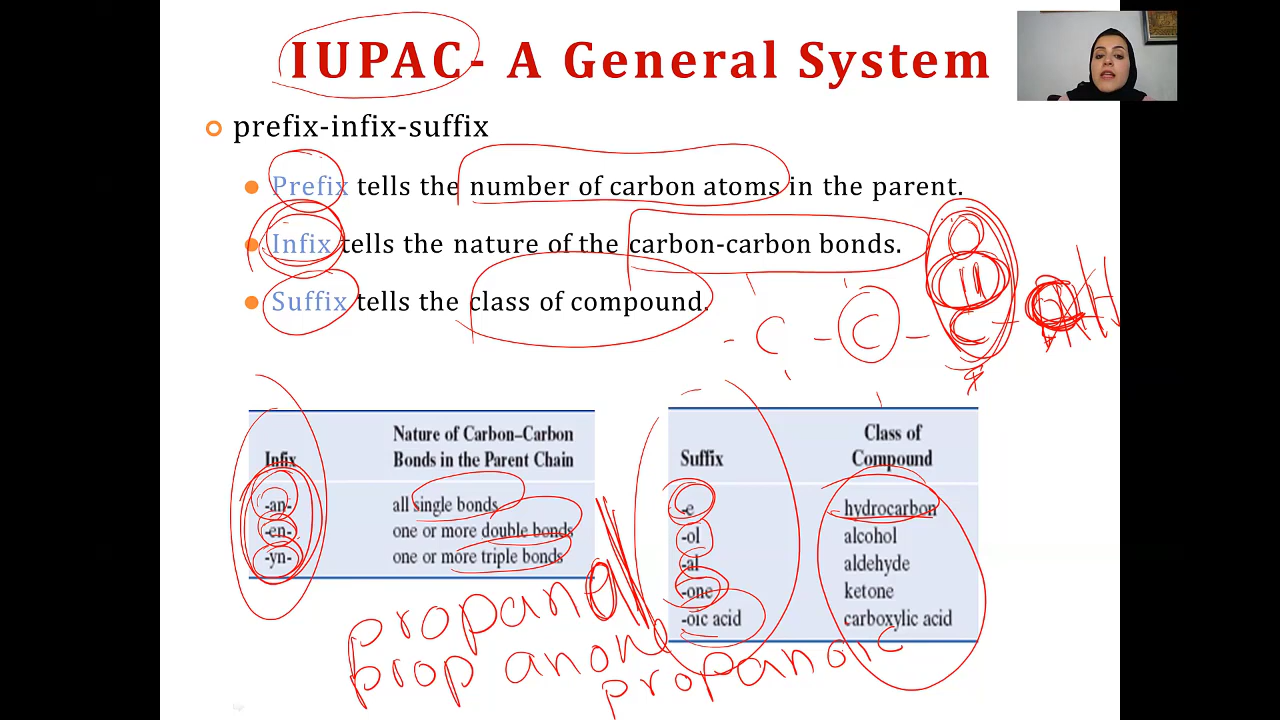 IUPAC- A General System
prefix-infix-suffix
Prefix tells the number of carbon atoms in the parent.
Infix tells the nature of the carbon-carbon bonds.
Suffix tells the class of compound.
C - C - C
Infix Nature of Carbon–Carbon Bonds in the Parent Chain
-an- all single bonds
-en- one or more double bonds
-yn- one or more triple bonds
Suffix Class of Compound
-e hydrocarbon
-ol alcohol
-al aldehyde
-one ketone
-oic acid carboxylic acid
propanal
propanone
propanoic